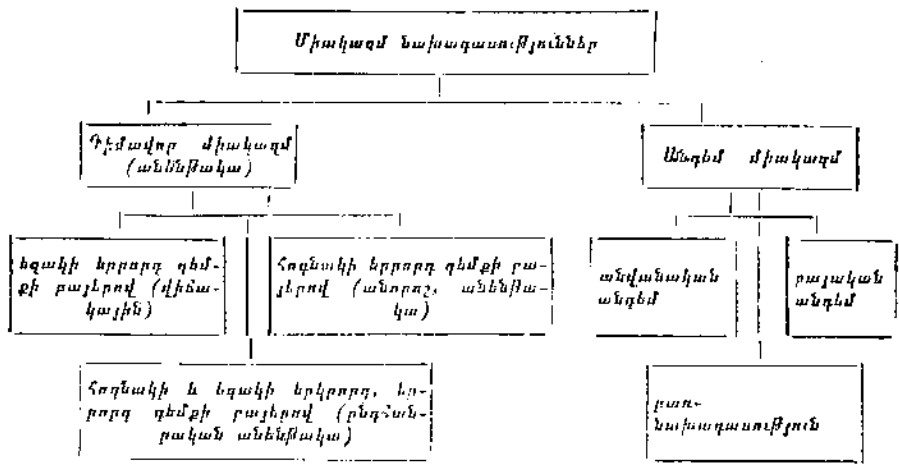 Միակազմ նախադասություններ
Դիմավոր միակազմ
(անենթակա)
Անդեմ միակազմ
եզակի երրորդ դեմ-
քի բայերով (վիճա-
կային)
Հոգնակի երրորդ դեմքի բա-
յերով (անորոշ, անենթա-
կա)
անվանական
անդեմ
բայական
անդեմ
Հոգնակի և եզակի երկրորդ, եր-
րորդ դեմքի բայերով (ընդհան-
րական անենթակա)
բառ-
նախադասություն